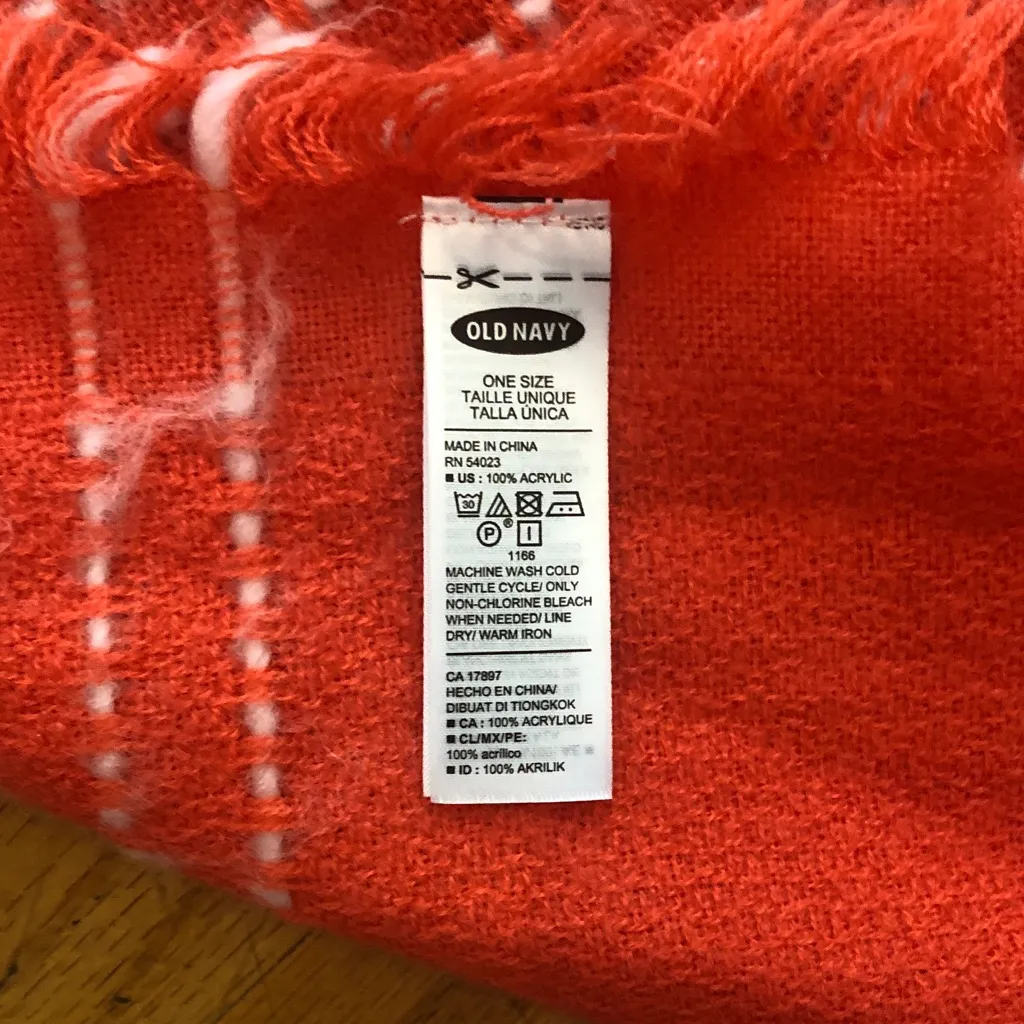 OLD NAVY
ONE SIZE
TAILLE UNIQUE
TALLA ÚNICA
MADE IN CHINA
RN 54023
■ US : 100% ACRYLIC
30
P ®
1166
MACHINE WASH COLD
GENTLE CYCLE/ ONLY
NON-CHLORINE BLEACH
WHEN NEEDED/ LINE
DRY/ WARM IRON
CA 17897
HECHO EN CHINA/
DIBUAT DI TIONGKOK
■ CA : 100% ACRYLIQUE
■ CL/MX/PE:
100% acrílico
■ ID : 100% AKRILIK